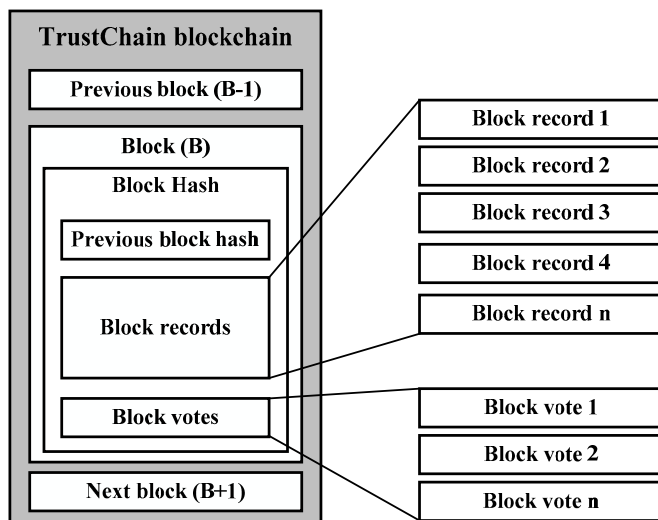 TrustChain blockchain
Previous block (B-1)
Block (B)
Block Hash
Previous block hash
Block records
Block votes
Next block (B+1)
Block record 1
Block record 2
Block record 3
Block record 4
Block record n
Block vote 1
Block vote 2
Block vote n